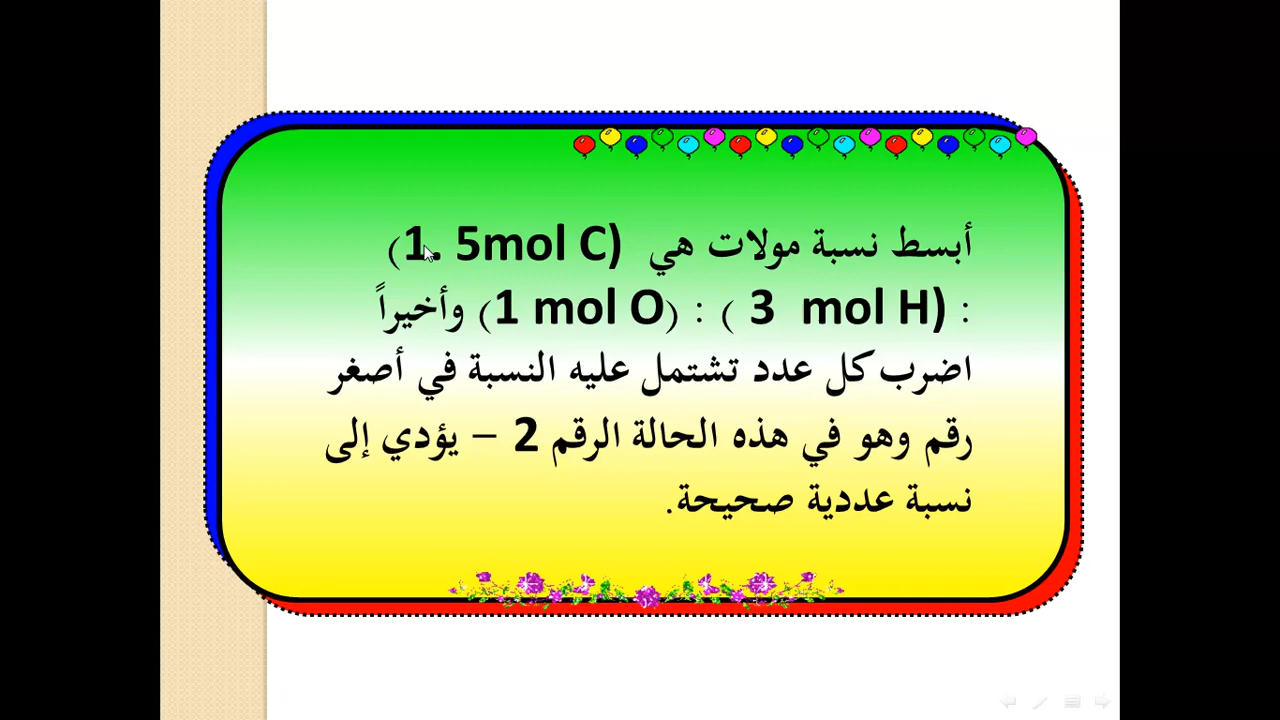 أبسط نسبة مولات هي (1. 5mol C)
: (3 mol H) : (1 mol O) وأخيراً
اضرب كل عدد تشتمل عليه النسبة في أصغر
رقم وهو في هذه الحالة الرقم 2 – يؤدي إلى
نسبة عددية صحيحة.